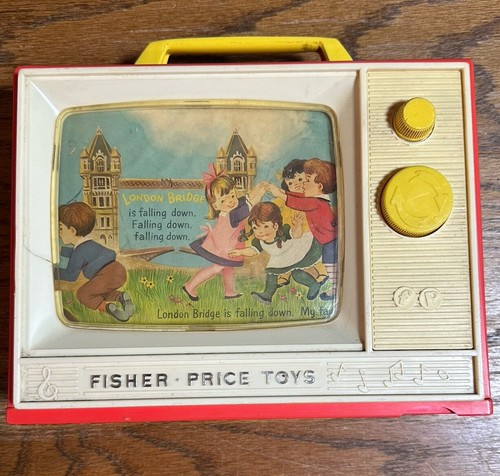 LONDON BRIDGE
is falling down.
Falling down.
falling down.
London Bridge is falling down. My fa
FP
FISHER-PRICE TOYS